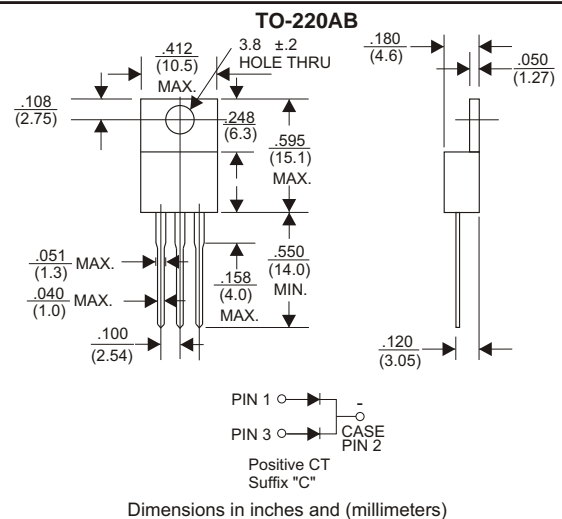 TO-220AB
.412
(10.5)
MAX.
3.8 ±.2
HOLE THRU
.180
(4.6)
.050
(1.27)
.108
(2.75)
.248
(6.3)
.595
(15.1)
MAX.
.051
(1.3) MAX.
.040
(1.0) MAX.
.158
(4.0)
MAX.
.550
(14.0)
MIN.
.100
(2.54)
.120
(3.05)
PIN 1
-
PIN 3
CASE
PIN 2
Positive CT
Suffix "C"
Dimensions in inches and (millimeters)